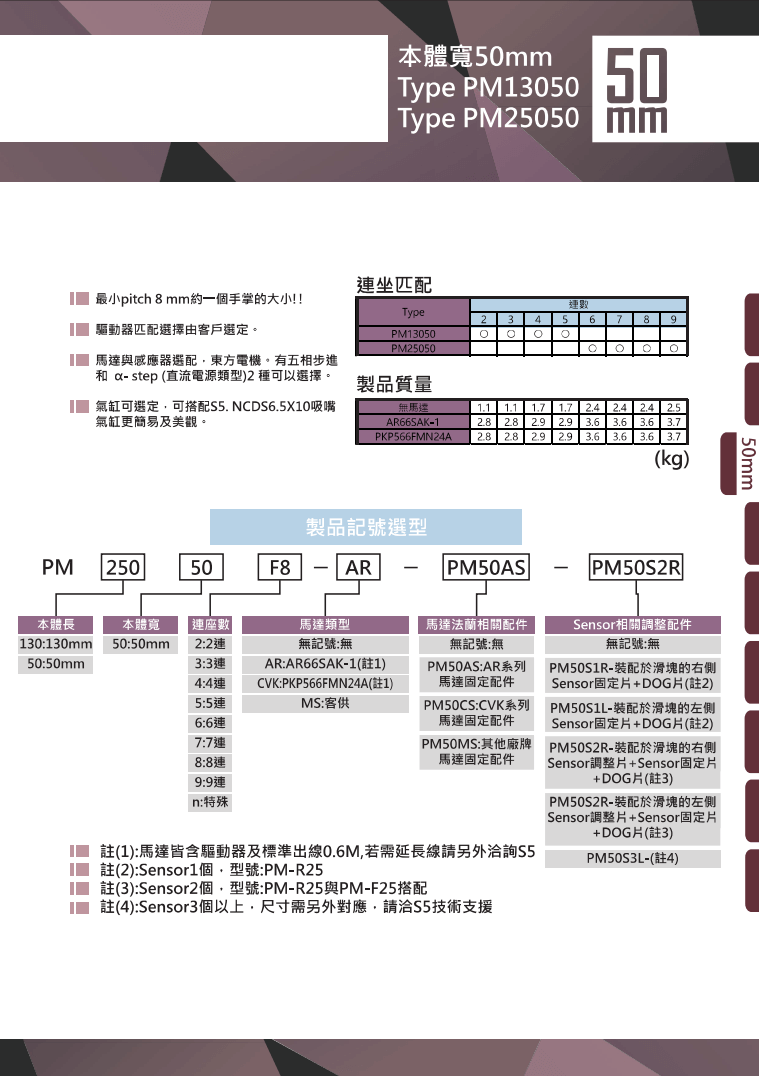 本體寬50mm
Type PM13050
Type PM25050
50
mm
最小pitch 8 mm約一個手掌的大小!!
驅動器匹配選擇由客戶選定。
馬達與感應器選配，東方電機。有五相步進
和 α- step (直流電源類型)2 種可以選擇。
氣缸可選定，可搭配S5. NCDS6.5X10吸嘴
氣缸更簡易及美觀。
連坐匹配
Type 連數
2 3 4 5 6 7 8 9
PM13050 ○ ○ ○ ○
PM25050 ○ ○ ○ ○
製品質量
無馬達 1.1 1.1 1.7 1.7 2.4 2.4 2.4 2.5
AR66SAK-1 2.8 2.8 2.9 2.9 3.6 3.6 3.6 3.7
PKP566FMN24A 2.8 2.8 2.9 2.9 3.6 3.6 3.6 3.7
(kg)
50mm
製品記號選型
PM 250 50 F8 — AR — PM50AS — PM50S2R
本體長
130:130mm
50:50mm
本體寬
50:50mm
連座數
2:2連
3:3連
4:4連
5:5連
6:6連
7:7連
8:8連
9:9連
n:特殊
馬達類型
無記號:無
AR:AR66SAK-1(註1)
CVK:PKP566FMN24A(註1)
MS:客供
馬達法蘭相關配件
無記號:無
PM50AS:AR系列
馬達固定配件
PM50CS:CVK系列
馬達固定配件
PM50MS:其他廠牌
馬達固定配件
Sensor相關調整配件
無記號:無
PM50S1R-裝配於滑塊的右側
Sensor固定片+DOG片(註2)
PM50S1L-裝配於滑塊的左側
Sensor固定片+DOG片(註2)
PM50S2R-裝配於滑塊的右側
Sensor調整片+Sensor固定片
+DOG片(註3)
PM50S2R-裝配於滑塊的左側
Sensor調整片+Sensor固定片
+DOG片(註3)
PM50S3L-(註4)
註(1):馬達皆含驅動器及標準出線0.6M,若需延長線請另外洽詢S5
註(2):Sensor1個，型號:PM-R25
註(3):Sensor2個，型號:PM-R25與PM-F25搭配
註(4):Sensor3個以上，尺寸需另外對應，請洽S5技術支援